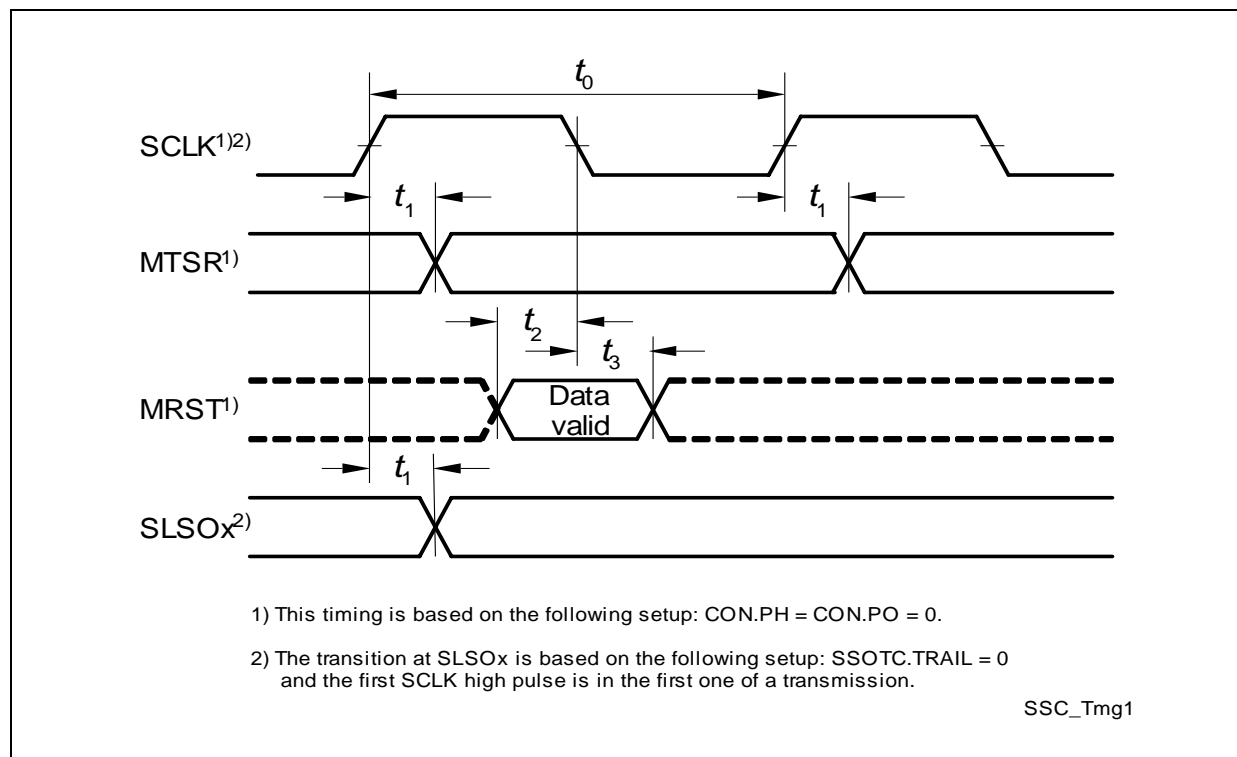 t0
SCLK1)2)
t1
t1
MTSR1)
t2
t3
MRST1)
Data
valid
t1
SLSOx2)
1) This timing is based on the following setup: CON.PH = CON.PO = 0.
2) The transition at SLSOx is based on the following setup: SSOTC.TRAIL = 0
and the first SCLK high pulse is in the first one of a transmission.
SSC_Tmg1